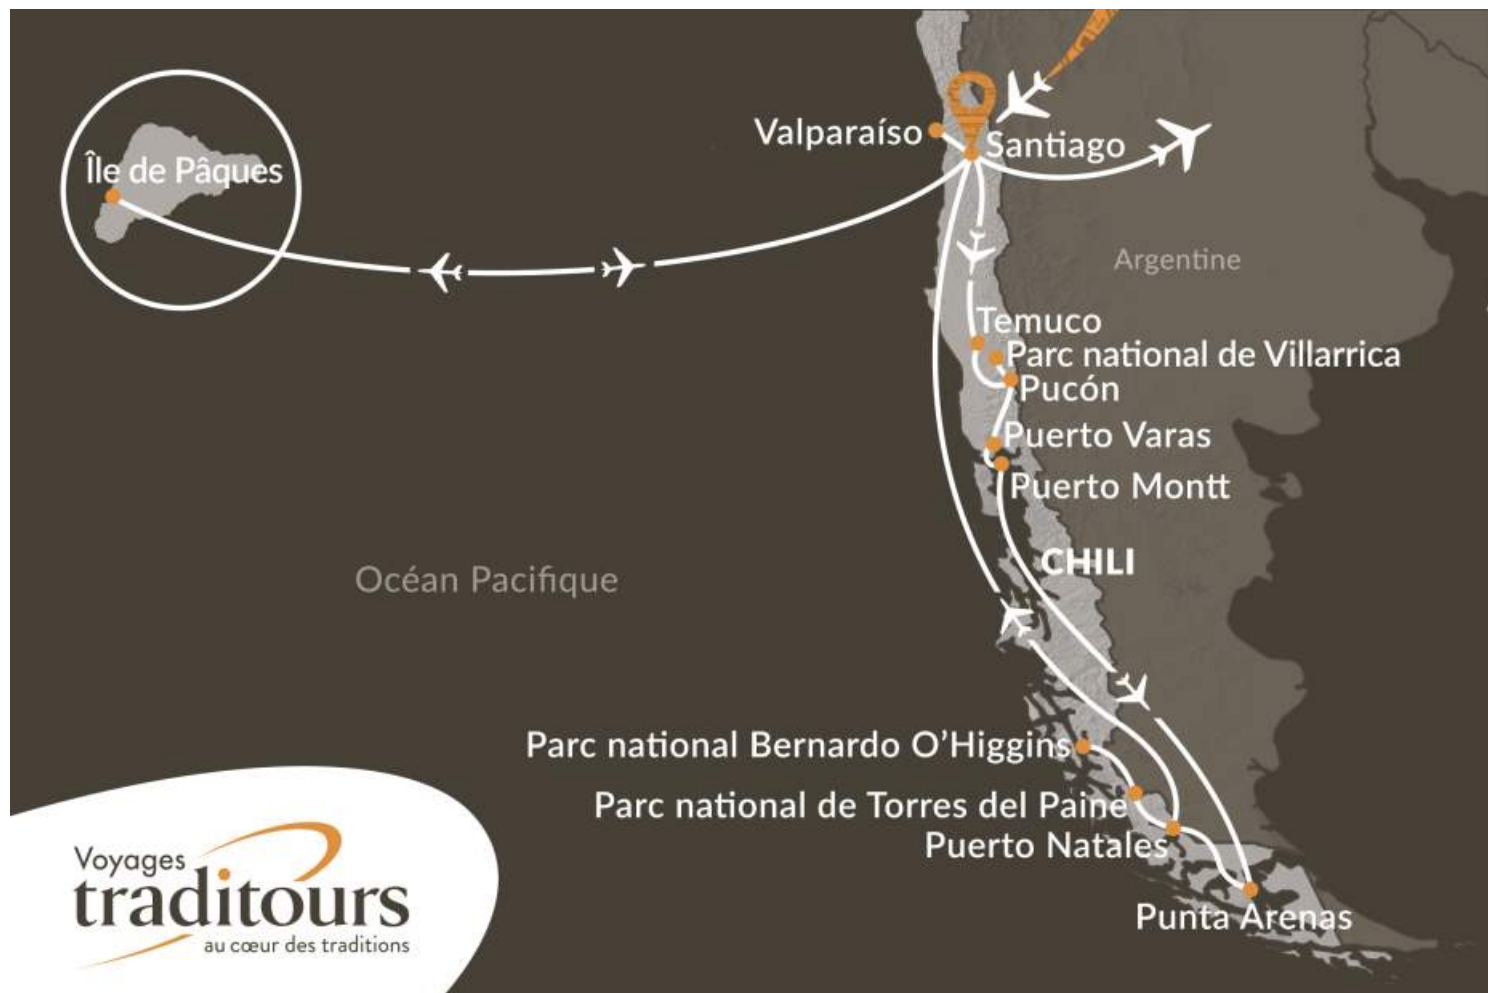 Valparaíso
Santiago
Île de Pâques
Argentine
Temuco
Parc national de Villarrica
Pucón
Puerto Varas
Puerto Montt
CHILI
Océan Pacifique
Parc national Bernardo O’Higgins
Parc national de Torres del Paine
Puerto Natales
Punta Arenas
Voyages
traditours
au cœur des traditions